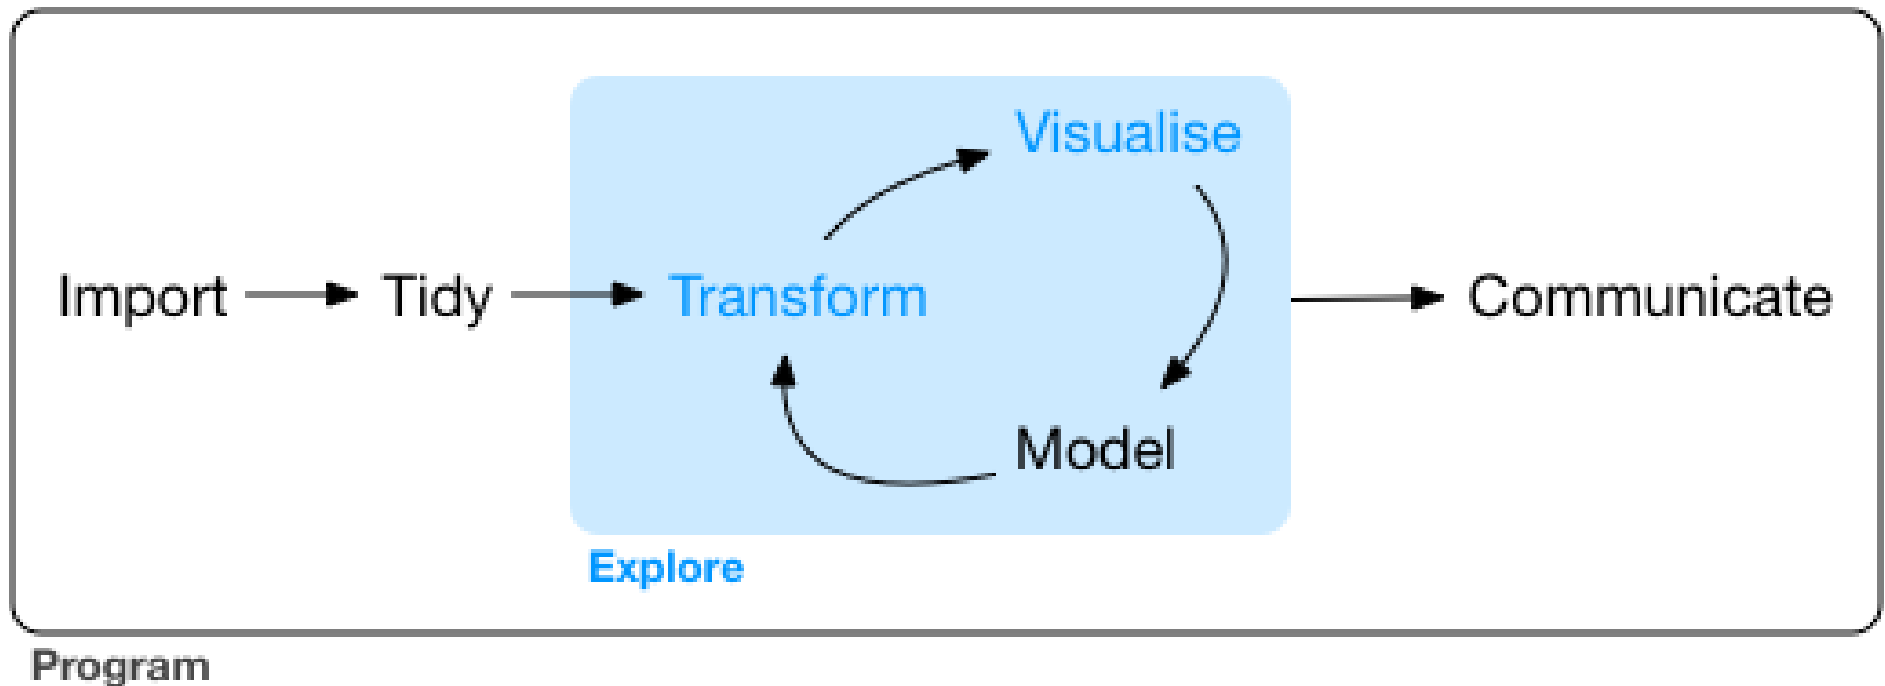 Visualise
Import
Tidy
Transform
Communicate
Model
Explore
Program